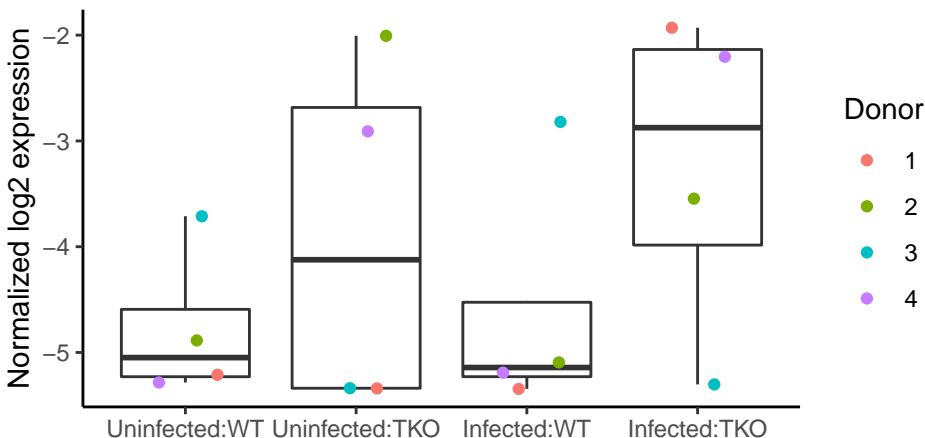 Normalized log2 expression
−2
−3
−4
−5
Uninfected:WT
Uninfected:TKO
Infected:WT
Infected:TKO
Donor
1
2
3
4